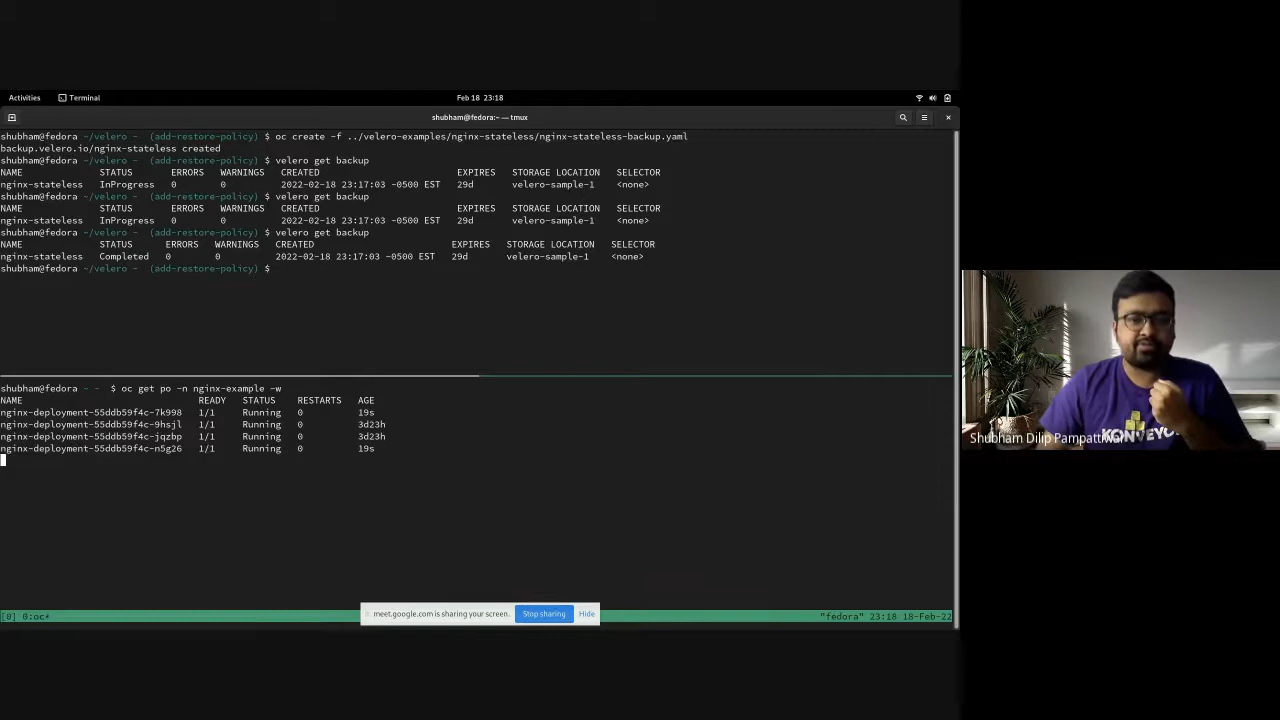 Activities Terminal Feb 18 23:18
shubham@fedora:~ — tmux
shubham@fedora ~/velero - (add-restore-policy) $ oc create -f ../velero-examples/nginx-stateless/nginx-stateless-backup.yaml
backup.velero.io/nginx-stateless created
shubham@fedora ~/velero - (add-restore-policy) $ velero get backup
NAME STATUS ERRORS WARNINGS CREATED EXPIRES STORAGE LOCATION SELECTOR
nginx-stateless InProgress 0 0 2022-02-18 23:17:03 -0500 EST 29d velero-sample-1 <none>
shubham@fedora ~/velero - (add-restore-policy) $ velero get backup
NAME STATUS ERRORS WARNINGS CREATED EXPIRES STORAGE LOCATION SELECTOR
nginx-stateless InProgress 0 0 2022-02-18 23:17:03 -0500 EST 29d velero-sample-1 <none>
shubham@fedora ~/velero - (add-restore-policy) $ velero get backup
NAME STATUS ERRORS WARNINGS CREATED EXPIRES STORAGE LOCATION SELECTOR
nginx-stateless Completed 0 0 2022-02-18 23:17:03 -0500 EST 29d velero-sample-1 <none>
shubham@fedora ~/velero - (add-restore-policy) $
shubham@fedora ~ - $ oc get po -n nginx-example -w
NAME READY STATUS RESTARTS AGE
nginx-deployment-55ddb59f4c-7k998 1/1 Running 0 19s
nginx-deployment-55ddb59f4c-9hsjl 1/1 Running 0 3d23h
nginx-deployment-55ddb59f4c-jqzbp 1/1 Running 0 3d23h
nginx-deployment-55ddb59f4c-n5g26 1/1 Running 0 19s
Shubham Dilip Pampattiwar
KONVEYOR
meet.google.com is sharing your screen. Stop sharing Hide
[0] 0:oc* "fedora" 23:18 18-Feb-22